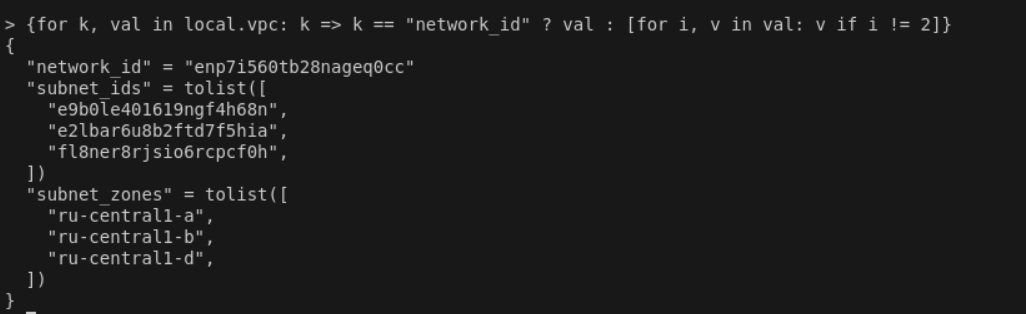 > {for k, val in local.vpc: k => k == "network_id" ? val : [for i, v in val: v if i != 2]}
{
  "network_id" = "enp7i560tb28nageq0cc"
  "subnet_ids" = tolist([
    "e9b0le401619ngf4h68n",
    "e2lbar6u8b2ftd7f5hia",
    "fl8ner8rjsio6rcpcf0h",
  ])
  "subnet_zones" = tolist([
    "ru-central1-a",
    "ru-central1-b",
    "ru-central1-d",
  ])
}